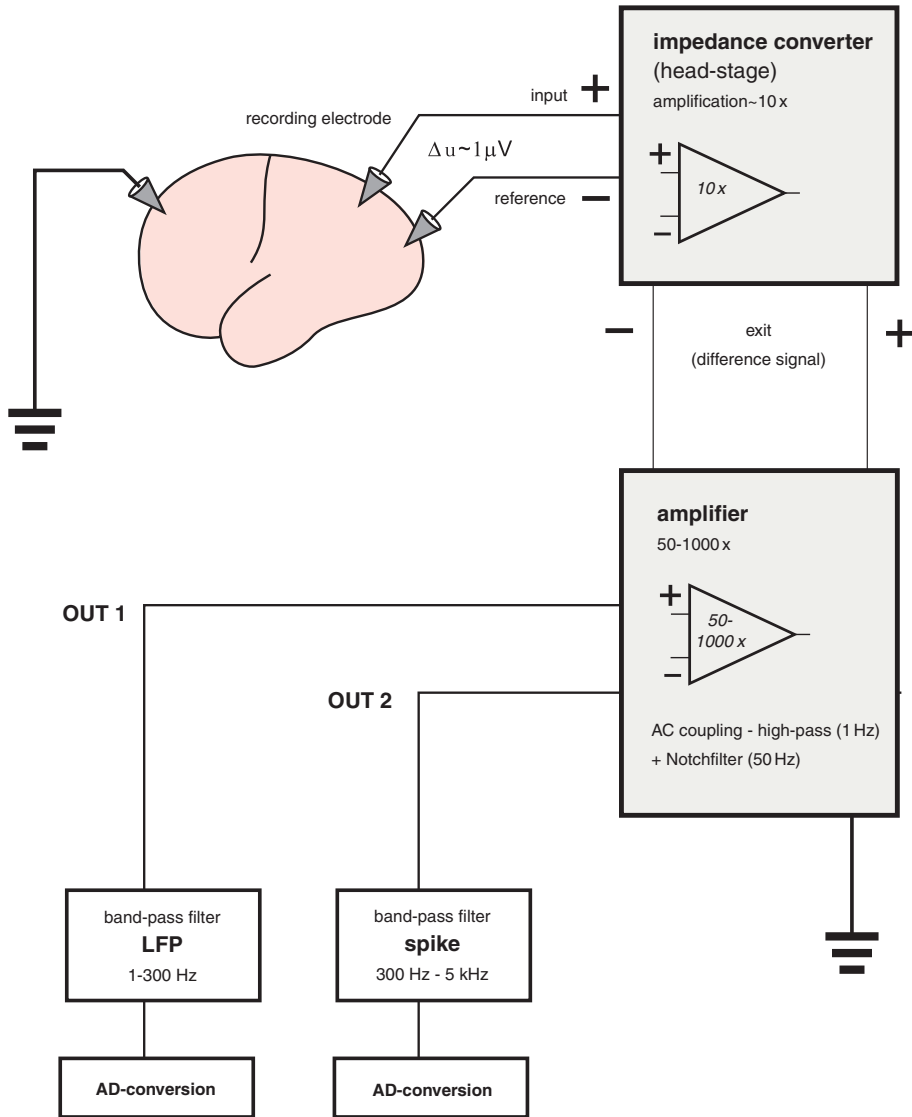 impedance converter
(head-stage)
amplification~10 x
input +
recording electrode
Δu~1μV
reference −
+
10 x
−
− exit +
(difference signal)
amplifier
50-1000 x
+
50-
1000 x
−
OUT 1
OUT 2
AC coupling - high-pass (1 Hz)
+ Notchfilter (50 Hz)
band-pass filter
LFP
1-300 Hz
band-pass filter
spike
300 Hz - 5 kHz
AD-conversion
AD-conversion